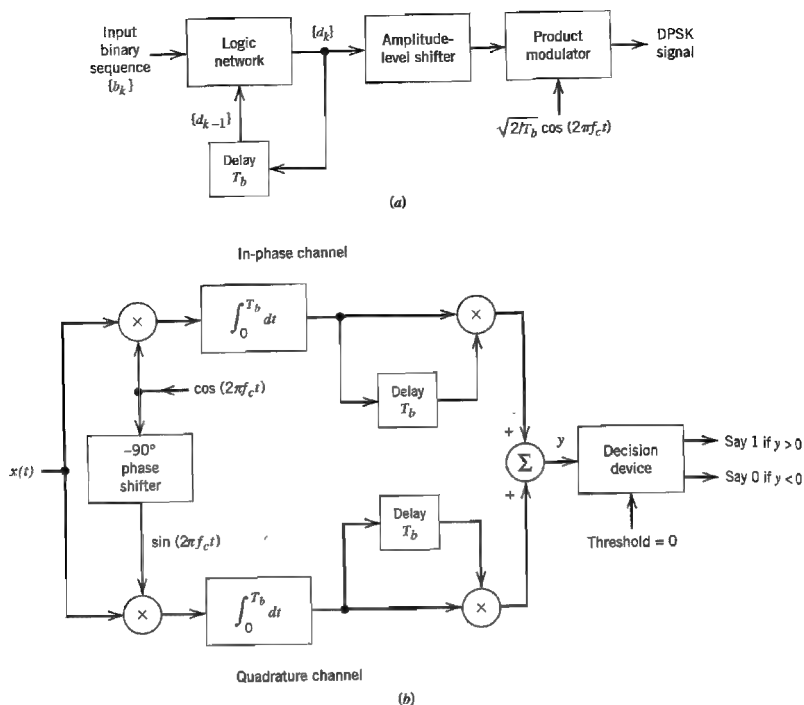 Input
binary
sequence
{b_k}
Logic
network
{d_k}
Amplitude-
level shifter
Product
modulator
DPSK
signal
{d_{k-1}}
Delay
T_b
√2/T_b cos (2πf_c t)
(a)
In-phase channel
×
∫_0^{T_b} dt
×
Delay
T_b
cos (2πf_c t)
−90°
phase
shifter
x(t)
+
Σ
+
y
Decision
device
Say 1 if y > 0
Say 0 if y < 0
Threshold = 0
sin (2πf_c t)
Delay
T_b
×
∫_0^{T_b} dt
×
Quadrature channel
(b)